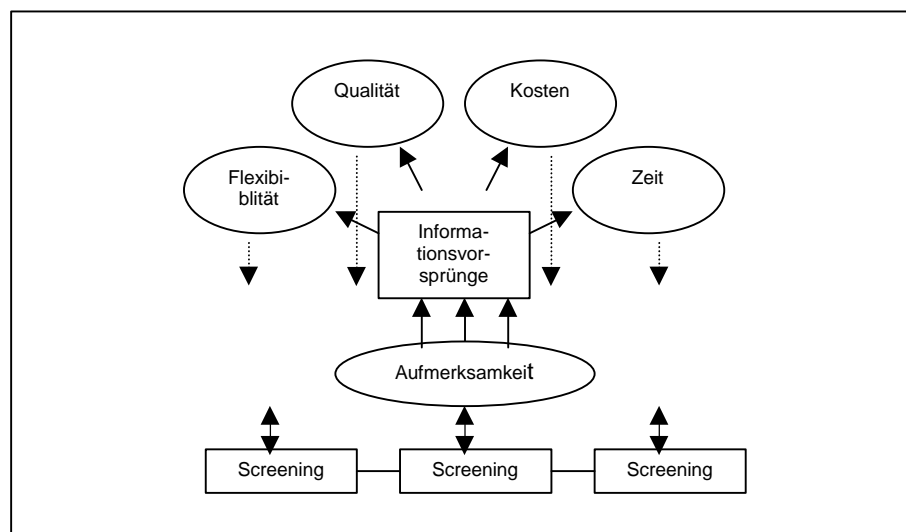 Qualität
Kosten
Flexibi-
blität
Zeit
Informa-
tionsvor-
sprünge
Aufmerksamkeit
Screening
Screening
Screening